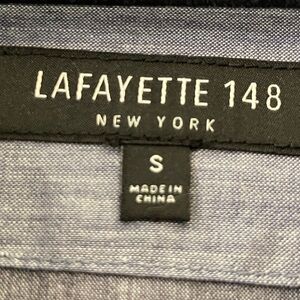 LAFAYETTE 148
NEW YORK
S
MADE IN
CHINA